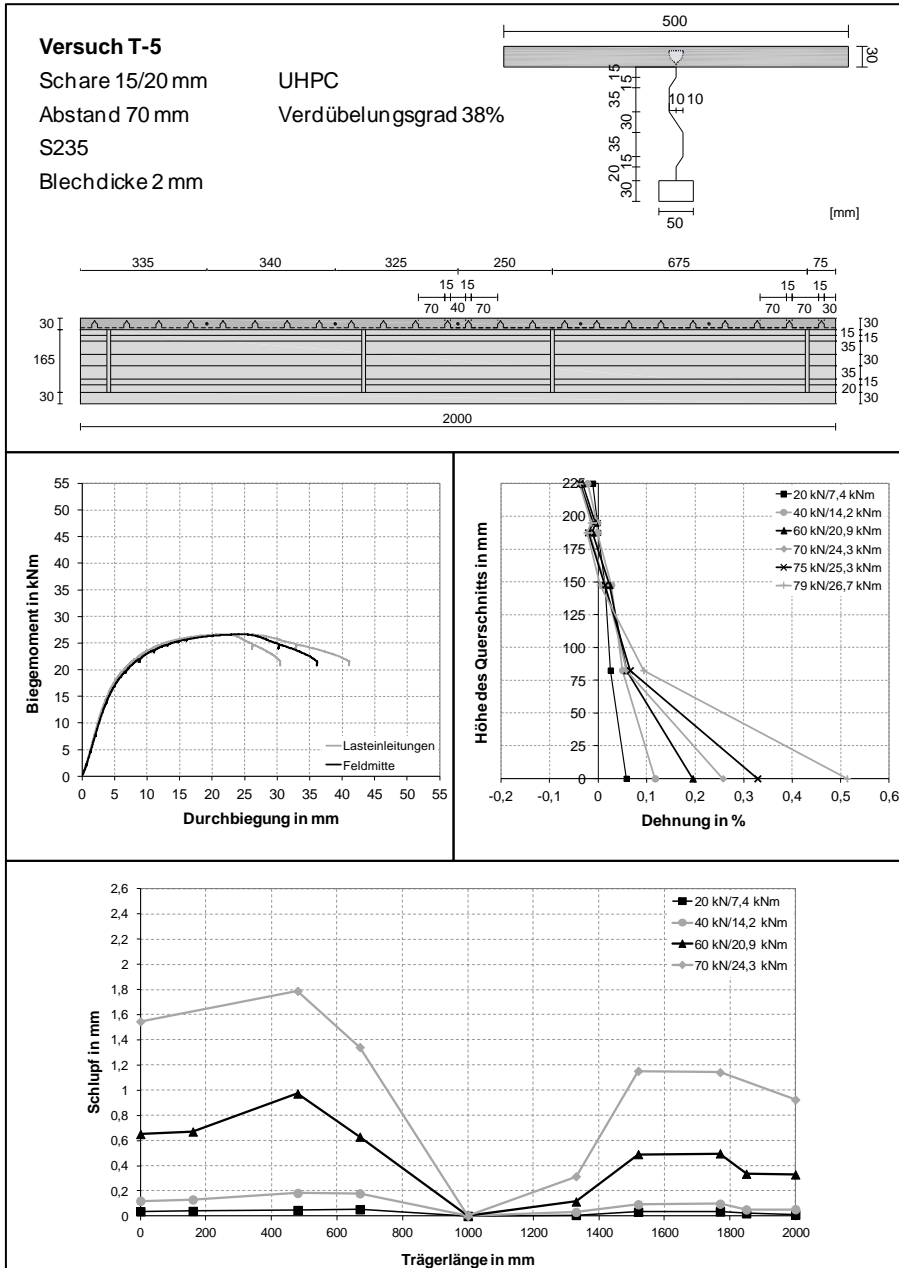 Versuch T-5
Schare 15/20 mm UHPC
Abstand 70 mm Verdübelungsgrad 38%
S235
Blechdicke 2 mm
500
30
15
15
35
10 10
30
35
15
20
30
50
[mm]
335 340 325 250 675 75
15 15 15 15
70 40 70 70 70 30
30 30
15
15
165 35
30
35
15
20
30 30
2000
55
50
45
40
35
30
25
20
15
10
5
0
0 5 10 15 20 25 30 35 40 45 50 55
Biegemoment in kNm
Durchbiegung in mm
Lasteinleitungen
Feldmitte
225
200
175
150
125
100
75
50
25
0
-0,2 -0,1 0 0,1 0,2 0,3 0,4 0,5 0,6
Höhe des Querschnitts in mm
Dehnung in %
20 kN/7,4 kNm
40 kN/14,2 kNm
60 kN/20,9 kNm
70 kN/24,3 kNm
75 kN/25,3 kNm
79 kN/26,7 kNm
2,6
2,4
2,2
2
1,8
1,6
1,4
1,2
1
0,8
0,6
0,4
0,2
0
0 200 400 600 800 1000 1200 1400 1600 1800 2000
Schlupf in mm
Trägerlänge in mm
20 kN/7,4 kNm
40 kN/14,2 kNm
60 kN/20,9 kNm
70 kN/24,3 kNm